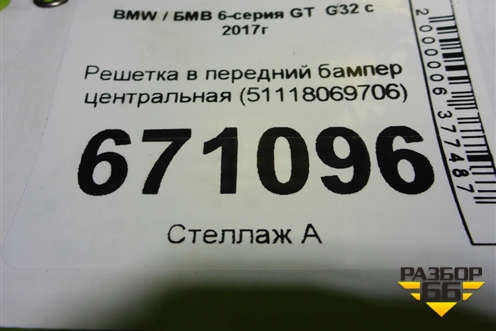 BMW / БМВ 6-серия GT G32 с
2017г
Решетка в передний бампер
центральная (51118069706)
671096
Стеллаж А
2000006377487
РАЗБОР
66